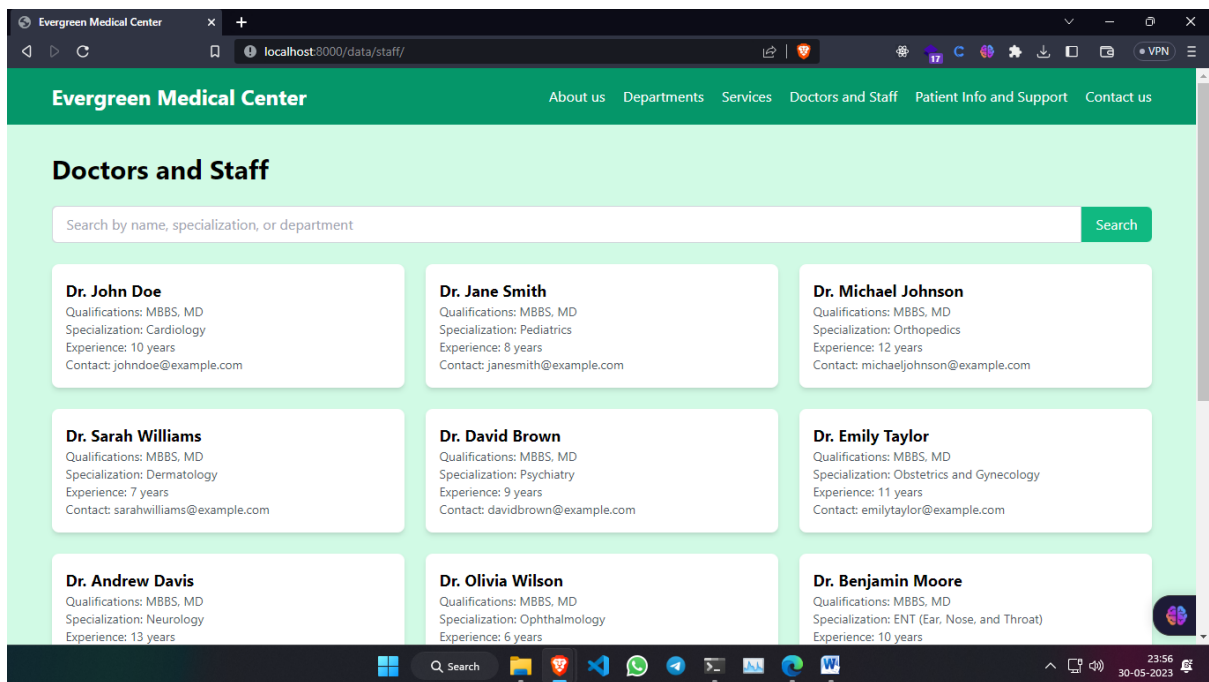 Evergreen Medical Center
localhost:8000/data/staff/
17
VPN
Evergreen Medical Center
About us Departments Services Doctors and Staff Patient Info and Support Contact us
Doctors and Staff
Search by name, specialization, or department
Search
Dr. John Doe
Qualifications: MBBS, MD
Specialization: Cardiology
Experience: 10 years
Contact: johndoe@example.com
Dr. Jane Smith
Qualifications: MBBS, MD
Specialization: Pediatrics
Experience: 8 years
Contact: janesmith@example.com
Dr. Michael Johnson
Qualifications: MBBS, MD
Specialization: Orthopedics
Experience: 12 years
Contact: michaeljohnson@example.com
Dr. Sarah Williams
Qualifications: MBBS, MD
Specialization: Dermatology
Experience: 7 years
Contact: sarahwilliams@example.com
Dr. David Brown
Qualifications: MBBS, MD
Specialization: Psychiatry
Experience: 9 years
Contact: davidbrown@example.com
Dr. Emily Taylor
Qualifications: MBBS, MD
Specialization: Obstetrics and Gynecology
Experience: 11 years
Contact: emilytaylor@example.com
Dr. Andrew Davis
Qualifications: MBBS, MD
Specialization: Neurology
Experience: 13 years
Dr. Olivia Wilson
Qualifications: MBBS, MD
Specialization: Ophthalmology
Experience: 6 years
Dr. Benjamin Moore
Qualifications: MBBS, MD
Specialization: ENT (Ear, Nose, and Throat)
Experience: 10 years
Search
23:56
30-05-2023